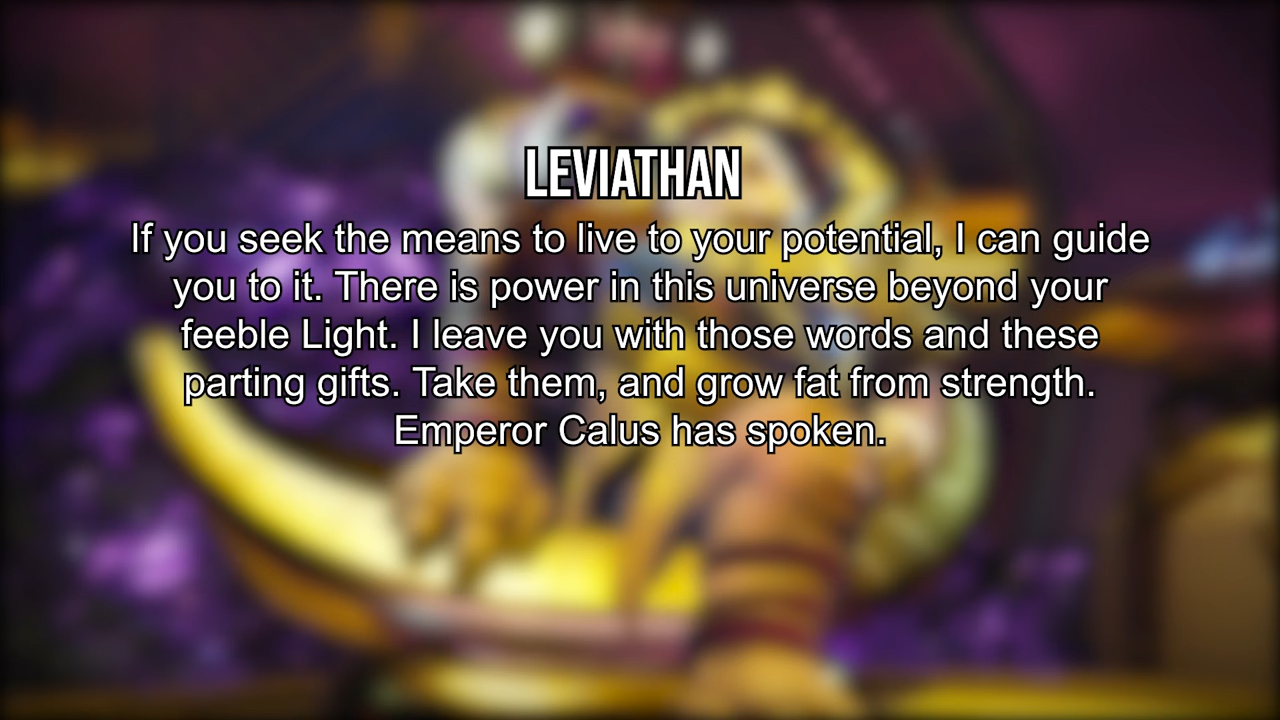 LEVIATHAN
If you seek the means to live to your potential, I can guide
you to it. There is power in this universe beyond your
feeble Light. I leave you with those words and these
parting gifts. Take them, and grow fat from strength.
Emperor Calus has spoken.